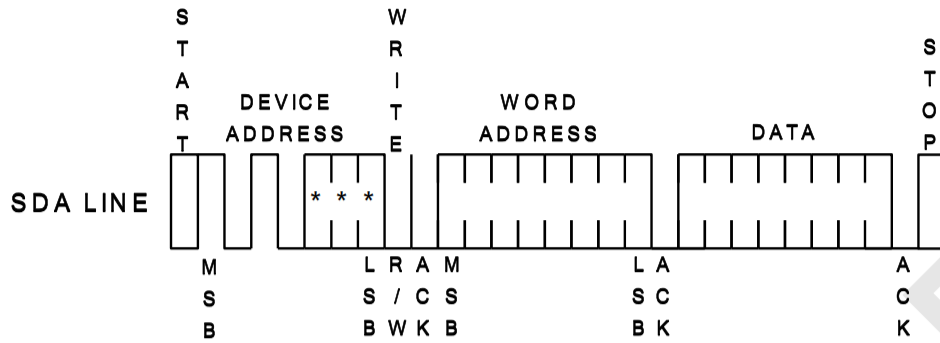 START
WRITE
STOP
DEVICE
ADDRESS
WORD
ADDRESS
DATA
SDA LINE
* * *
MSB
LSB
R/W
ACK
MSB
LSB
ACK
ACK